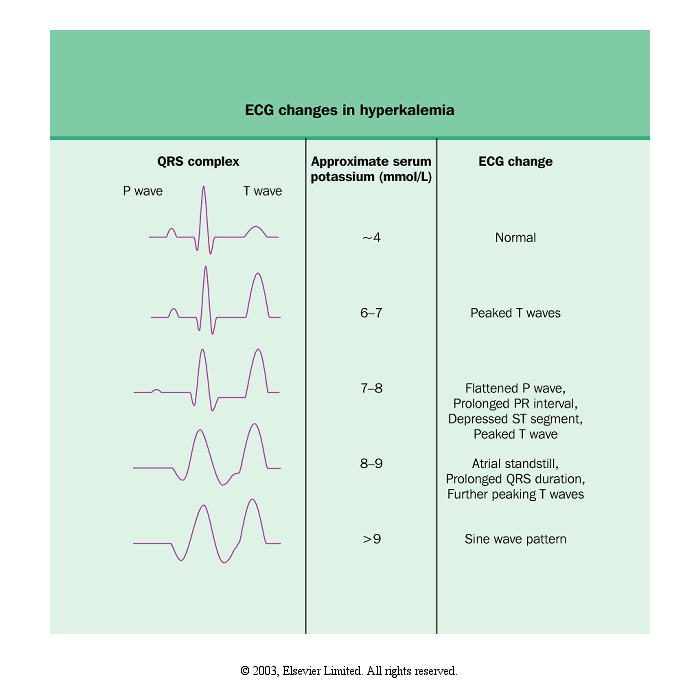 ECG changes in hyperkalemia
QRS complex
Approximate serum
potassium (mmol/L)
ECG change
P wave
T wave
~4
Normal
6–7
Peaked T waves
7–8
Flattened P wave,
Prolonged PR interval,
Depressed ST segment,
Peaked T wave
8–9
Atrial standstill,
Prolonged QRS duration,
Further peaking T waves
>9
Sine wave pattern
© 2003, Elsevier Limited. All rights reserved.